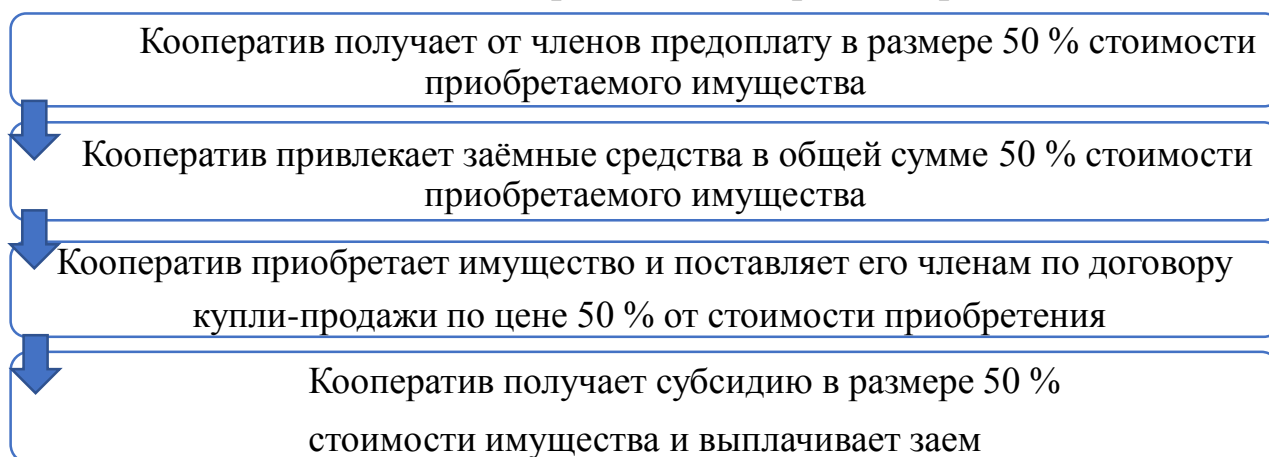 Кооператив получает от членов предоплату в размере 50 % стоимости
приобретаемого имущества
Кооператив привлекает заёмные средства в общей сумме 50 % стоимости
приобретаемого имущества
Кооператив приобретает имущество и поставляет его членам по договору
купли-продажи по цене 50 % от стоимости приобретения
Кооператив получает субсидию в размере 50 %
стоимости имущества и выплачивает заем